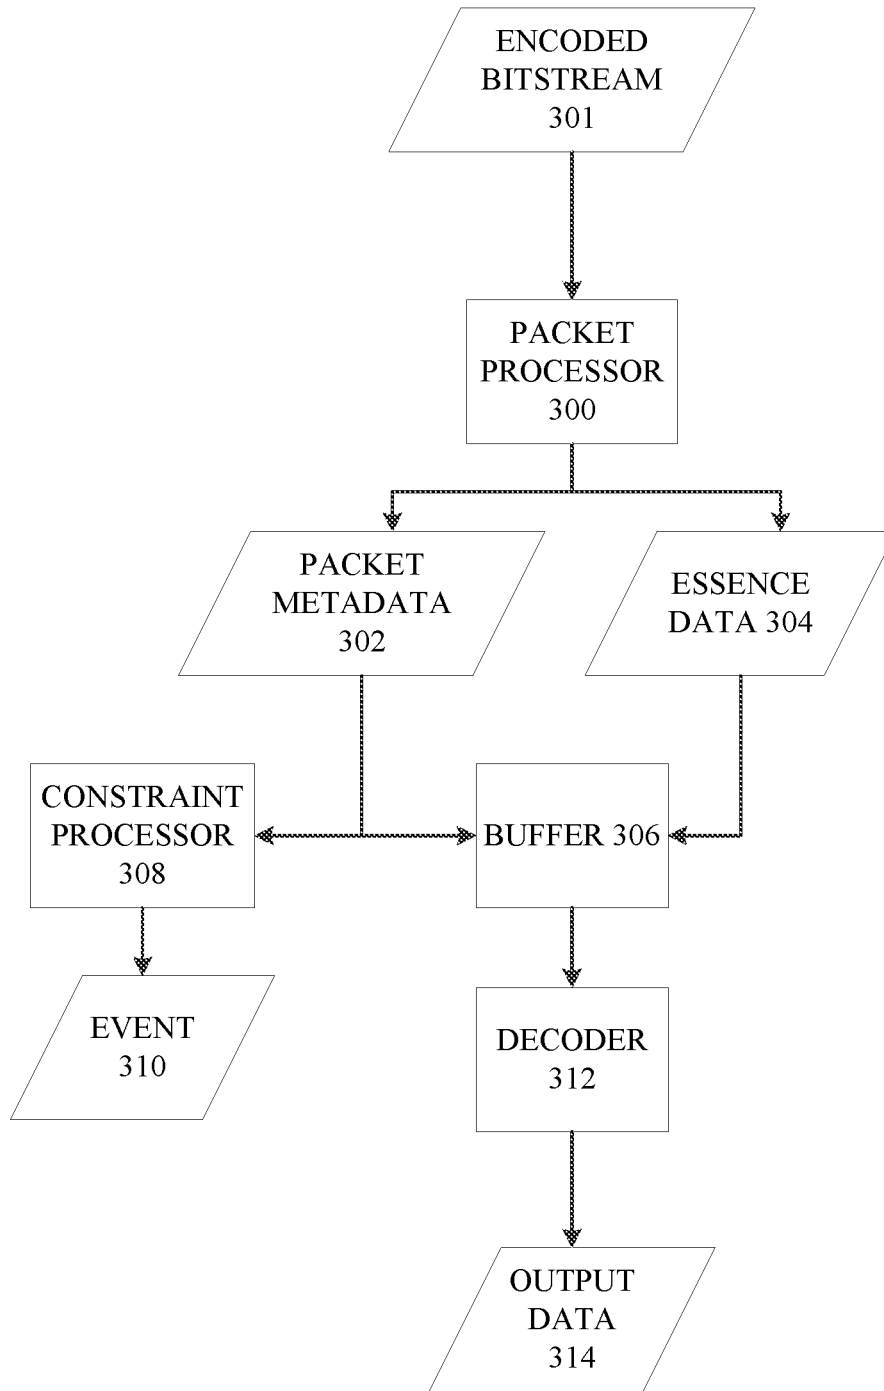 ENCODED
BITSTREAM
301
PACKET
PROCESSOR
300
PACKET
METADATA
302
ESSENCE
DATA 304
CONSTRAINT
PROCESSOR
308
BUFFER 306
EVENT
310
DECODER
312
OUTPUT
DATA
314